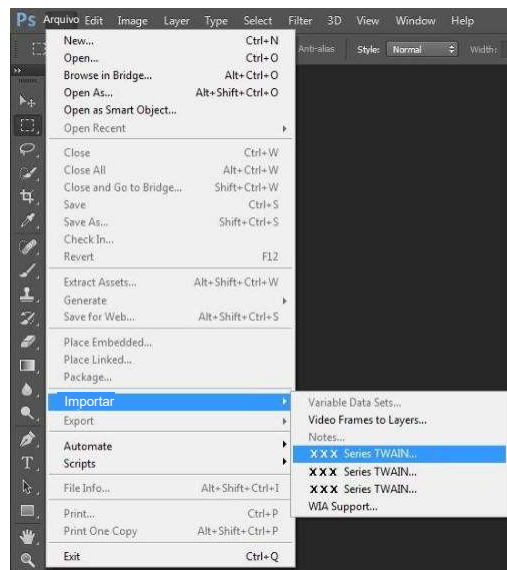 Ps Arquivo Edit Image Layer Type Select Filter 3D View Window Help
Anti-alias Style: Normal Width:
New... Ctrl+N
Open... Ctrl+O
Browse in Bridge... Alt+Ctrl+O
Open As... Alt+Shift+Ctrl+O
Open as Smart Object...
Open Recent
Close Ctrl+W
Close All Alt+Ctrl+W
Close and Go to Bridge... Shift+Ctrl+W
Save Ctrl+S
Save As... Shift+Ctrl+S
Check In...
Revert F12
Extract Assets... Alt+Shift+Ctrl+W
Generate
Save for Web... Alt+Shift+Ctrl+S
Place Embedded...
Place Linked...
Package...
Importar
Export
Automate
Scripts
File Info... Alt+Shift+Ctrl+I
Print... Ctrl+P
Print One Copy Alt+Shift+Ctrl+P
Exit Ctrl+Q
Variable Data Sets...
Video Frames to Layers...
Notes...
XXX Series TWAIN...
XXX Series TWAIN...
XXX Series TWAIN...
WIA Support...